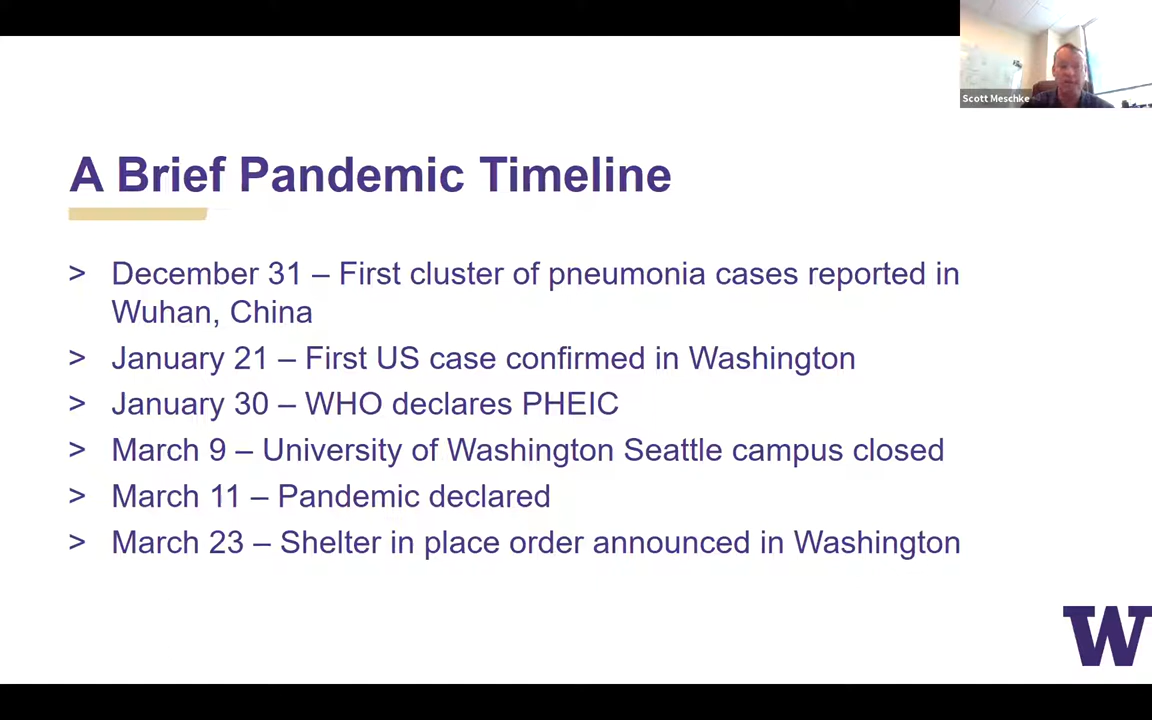 Scott Meschke
A Brief Pandemic Timeline
> December 31 – First cluster of pneumonia cases reported in
Wuhan, China
> January 21 – First US case confirmed in Washington
> January 30 – WHO declares PHEIC
> March 9 – University of Washington Seattle campus closed
> March 11 – Pandemic declared
> March 23 – Shelter in place order announced in Washington
W